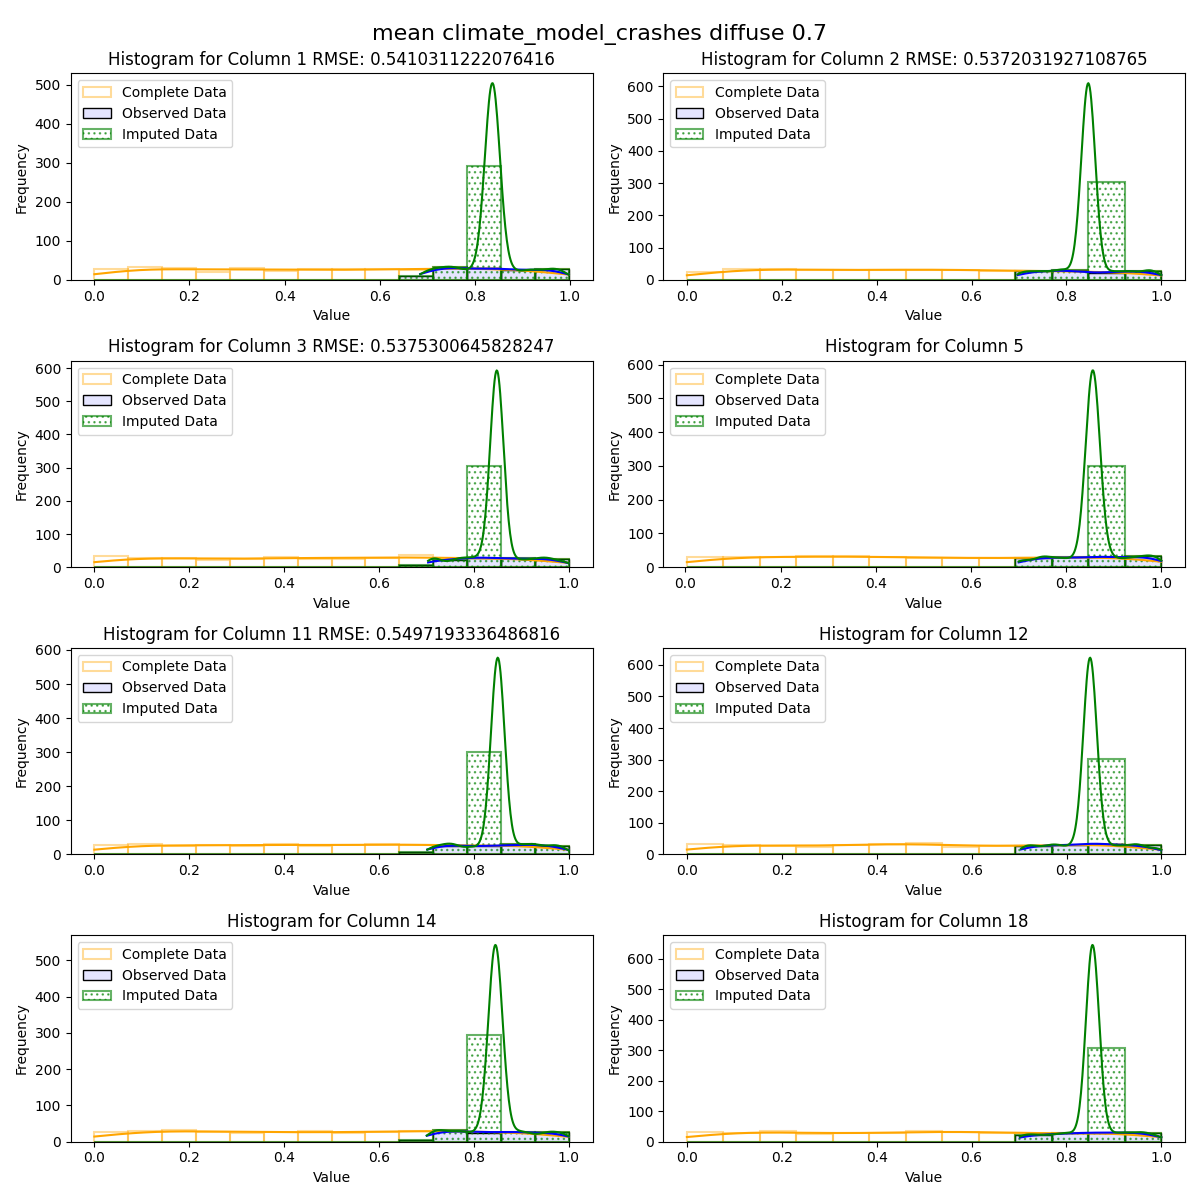 mean climate_model_crashes diffuse 0.7
Histogram for Column 1 RMSE: 0.5410311222076416
Complete Data
Observed Data
Imputed Data
Frequency
500
400
300
200
100
0
0.0 0.2 0.4 0.6 0.8 1.0
Value
Histogram for Column 2 RMSE: 0.5372031927108765
Complete Data
Observed Data
Imputed Data
Frequency
600
500
400
300
200
100
0
0.0 0.2 0.4 0.6 0.8 1.0
Value
Histogram for Column 3 RMSE: 0.5375300645828247
Complete Data
Observed Data
Imputed Data
Frequency
600
500
400
300
200
100
0
0.0 0.2 0.4 0.6 0.8 1.0
Value
Histogram for Column 5
Complete Data
Observed Data
Imputed Data
Frequency
600
500
400
300
200
100
0
0.0 0.2 0.4 0.6 0.8 1.0
Value
Histogram for Column 11 RMSE: 0.5497193336486816
Complete Data
Observed Data
Imputed Data
Frequency
600
500
400
300
200
100
0
0.0 0.2 0.4 0.6 0.8 1.0
Value
Histogram for Column 12
Complete Data
Observed Data
Imputed Data
Frequency
600
500
400
300
200
100
0
0.0 0.2 0.4 0.6 0.8 1.0
Value
Histogram for Column 14
Complete Data
Observed Data
Imputed Data
Frequency
500
400
300
200
100
0
0.0 0.2 0.4 0.6 0.8 1.0
Value
Histogram for Column 18
Complete Data
Observed Data
Imputed Data
Frequency
600
500
400
300
200
100
0
0.0 0.2 0.4 0.6 0.8 1.0
Value